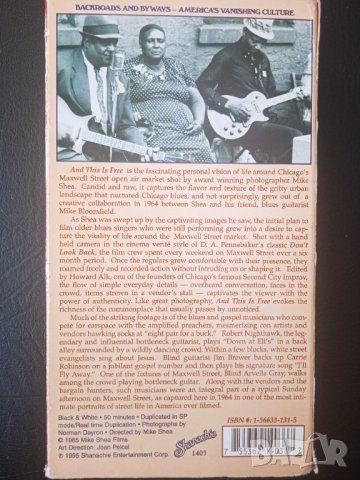 BACKROADS AND BYWAYS – AMERICA'S VANISHING CULTURE
And This Is Free is the fascinating personal vision of life around Chicago's
Maxwell Street open air market shot by award winning photographer Mike
Shea. Candid and raw, it captures the flavor and texture of the gritty urban
landscape that nurtured Chicago blues, and not surprisingly, grew out of a
creative collaboration in 1964 between Shea and his friend, blues guitarist
Mike Bloomfield.
As Shea was swept up by the captivating images he saw, the initial plan to
film older blues singers who were still performing grew into a desire to cap-
ture the vitality of life around the Maxwell Street market. Shot with a hand
held camera in the cinema vérité style of D. A. Pennebaker's classic Don't
Look Back, the film crew spent every weekend on Maxwell Street over a six
month period. Once the regulars grew comfortable with their presence, they
roamed freely and recorded action without intruding on or shaping it. Edited
by Howard Alk, one of the founders of Chicago's famous Second City Improv,
the flow of simple everyday details — overheard conversation, faces in the
crowd, items strewn in a vendor's stall — captivates the viewer with the
power of authenticity. Like great photography, And This Is Free evokes the
richness of the commonplace that usually passes by unnoticed.
Much of the striking footage is of the blues and gospel musicians who com-
pete for earspace with the amplified preachers, mesmerizing con artists and
vendors hawking socks at "eight pair for a buck." Robert Nighthawk, the leg-
endary and influential bottleneck guitarist, plays "Down at Eli's" in a back
alley surrounded by a wildly dancing crowd. Within a few blocks, white street
evangelists sing about Jesus. Blind guitarist Jim Brewer backs up Carrie
Robinson on a jubilant gospel number and then plays his signature song "I'll
Fly Away." One of the fixtures of Maxwell Street, Blind Arvella Gray, walks
among the crowd playing bottleneck guitar. Along with the vendors and the
bargain hunters, such musicians were an integral part of a typical Sunday
afternoon on Maxwell Street, as captured here in 1964 in one of the most inti-
mate portraits of street life in America ever filmed.
Black & White • 50 minutes • Duplicated in SP
mode/Real time Duplication • Photographs by
Norman Dayron • Directed by Mike Shea
© 1965 Mike Shea Films
Art Direction: Joan Pelosi
© 1995 Shanachie Entertainment Corp.
Shanachie
1403
ISBN #: 1-56633-131-5
bazar